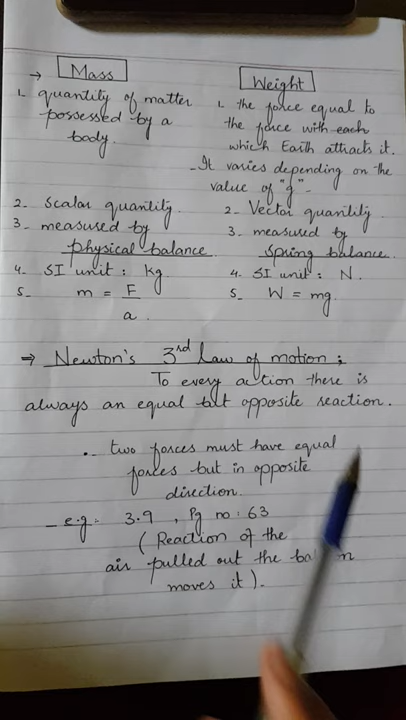 → Mass
1. quantity of matter
possessed by a
body.
2- Scalar quantity.
3- measured by
physical balance
4. SI unit : Kg
5- m = F/a.
Weight
1. the force equal to
the force with each
which Earth attracts it.
- It varies depending on the
value of "g" -
2- Vector quantity.
3. measured by
Spring balance.
4. SI unit : N.
5. W = mg.
⇒ Newton's 3rd Law of motion :
To every action there is
always an equal but opposite reaction.
•- two forces must have equal
forces but in opposite
direction.
- e.g : 3.9 , Pg no : 63
( Reaction of the
air pulled out the
moves it ).